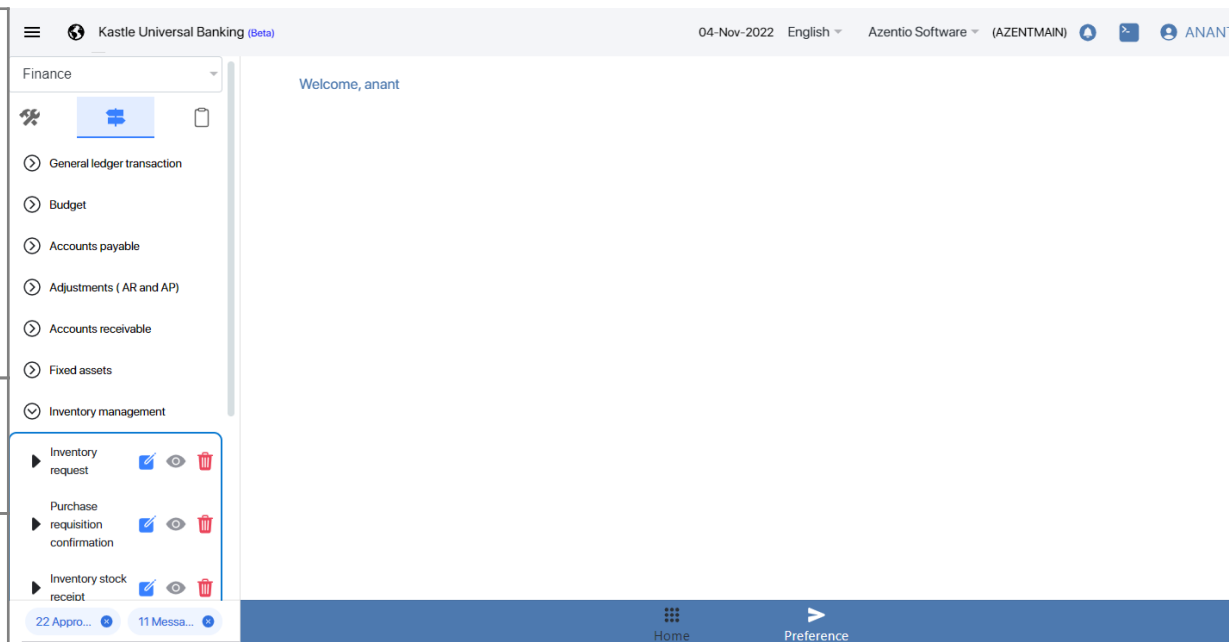 Kastle Universal Banking (Beta)
04-Nov-2022 English Azentio Software (AZENTMAIN) ANANT
Finance
Welcome, anant
General ledger transaction
Budget
Accounts payable
Adjustments ( AR and AP)
Accounts receivable
Fixed assets
Inventory management
Inventory
request
Purchase
requisition
confirmation
Inventory stock
receipt
22 Appro...
11 Messa...
Home
Preference